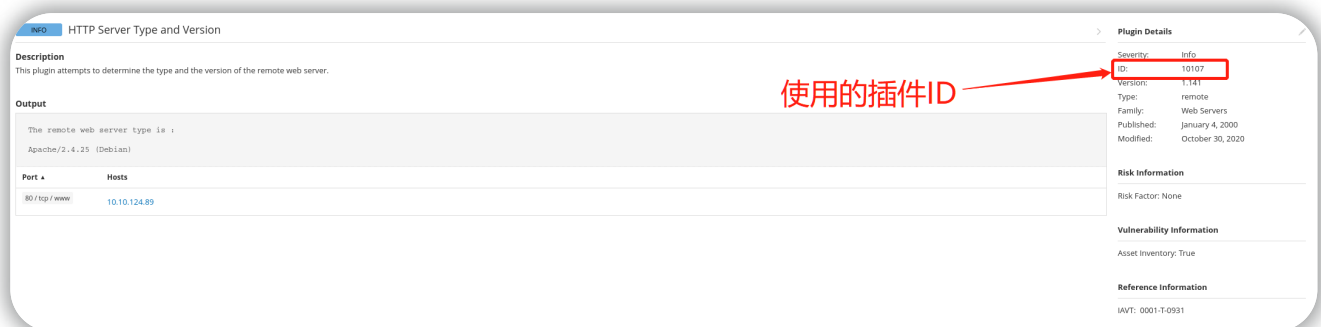 INFO HTTP Server Type and Version
Description
This plugin attempts to determine the type and the version of the remote web server.
Output
The remote web server type is :
Apache/2.4.25 (Debian)
Port Hosts
80 / tcp / www 10.10.124.89
使用的插件ID
Plugin Details
Severity: Info
ID: 10107
Version: 1.141
Type: remote
Family: Web Servers
Published: January 4, 2000
Modified: October 30, 2020
Risk Information
Risk Factor: None
Vulnerability Information
Asset Inventory: True
Reference Information
IAVT: 0001-T-0931